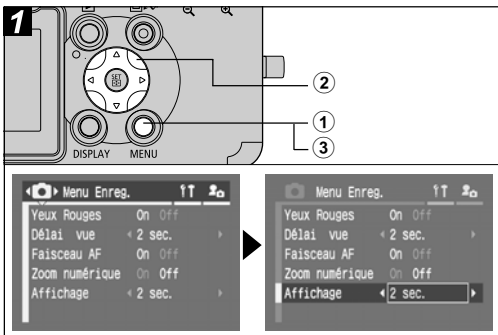 1
SET
2
1
3
DISPLAY MENU
Menu Enreg.
Yeux Rouges On Off
Délai vue 2 sec.
Faisceau AF On Off
Zoom numérique On Off
Affichage 2 sec.
Menu Enreg.
Yeux Rouges On Off
Délai vue 2 sec.
Faisceau AF On Off
Zoom numérique On Off
Affichage 2 sec.